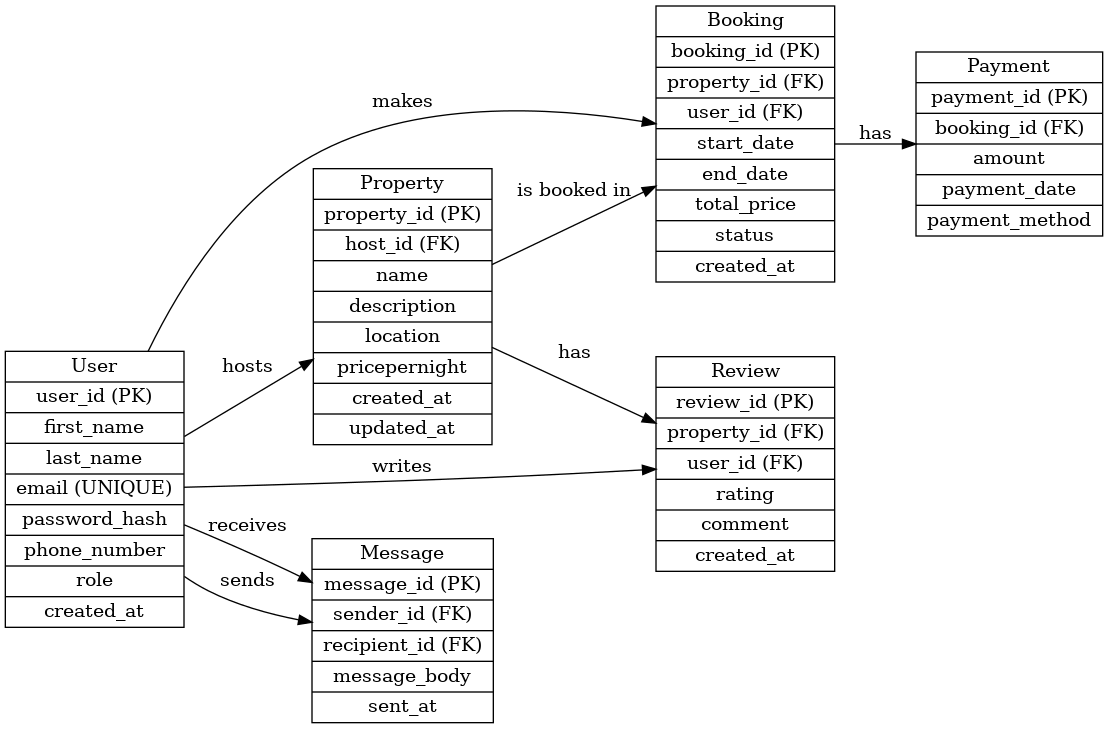 User
user_id (PK)
first_name
last_name
email (UNIQUE)
password_hash
phone_number
role
created_at
makes
hosts
writes
receives
sends
Property
property_id (PK)
host_id (FK)
name
description
location
pricepernight
created_at
updated_at
Message
message_id (PK)
sender_id (FK)
recipient_id (FK)
message_body
sent_at
is booked in
has
Booking
booking_id (PK)
property_id (FK)
user_id (FK)
start_date
end_date
total_price
status
created_at
Review
review_id (PK)
property_id (FK)
user_id (FK)
rating
comment
created_at
has
Payment
payment_id (PK)
booking_id (FK)
amount
payment_date
payment_method